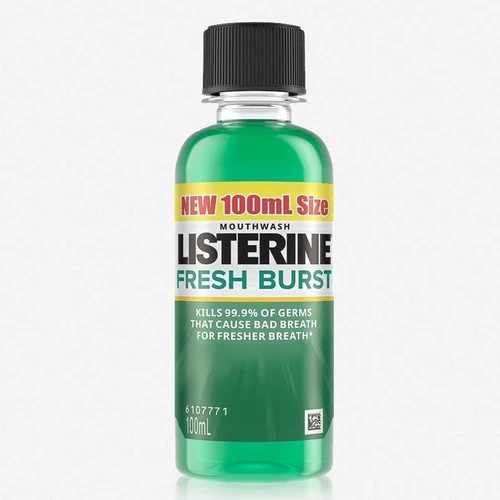 NEW 100mL Size
MOUTHWASH
LISTERINE
FRESH BURST
KILLS 99.9% OF GERMS
THAT CAUSE BAD BREATH
FOR FRESHER BREATH*
6107771
100mL